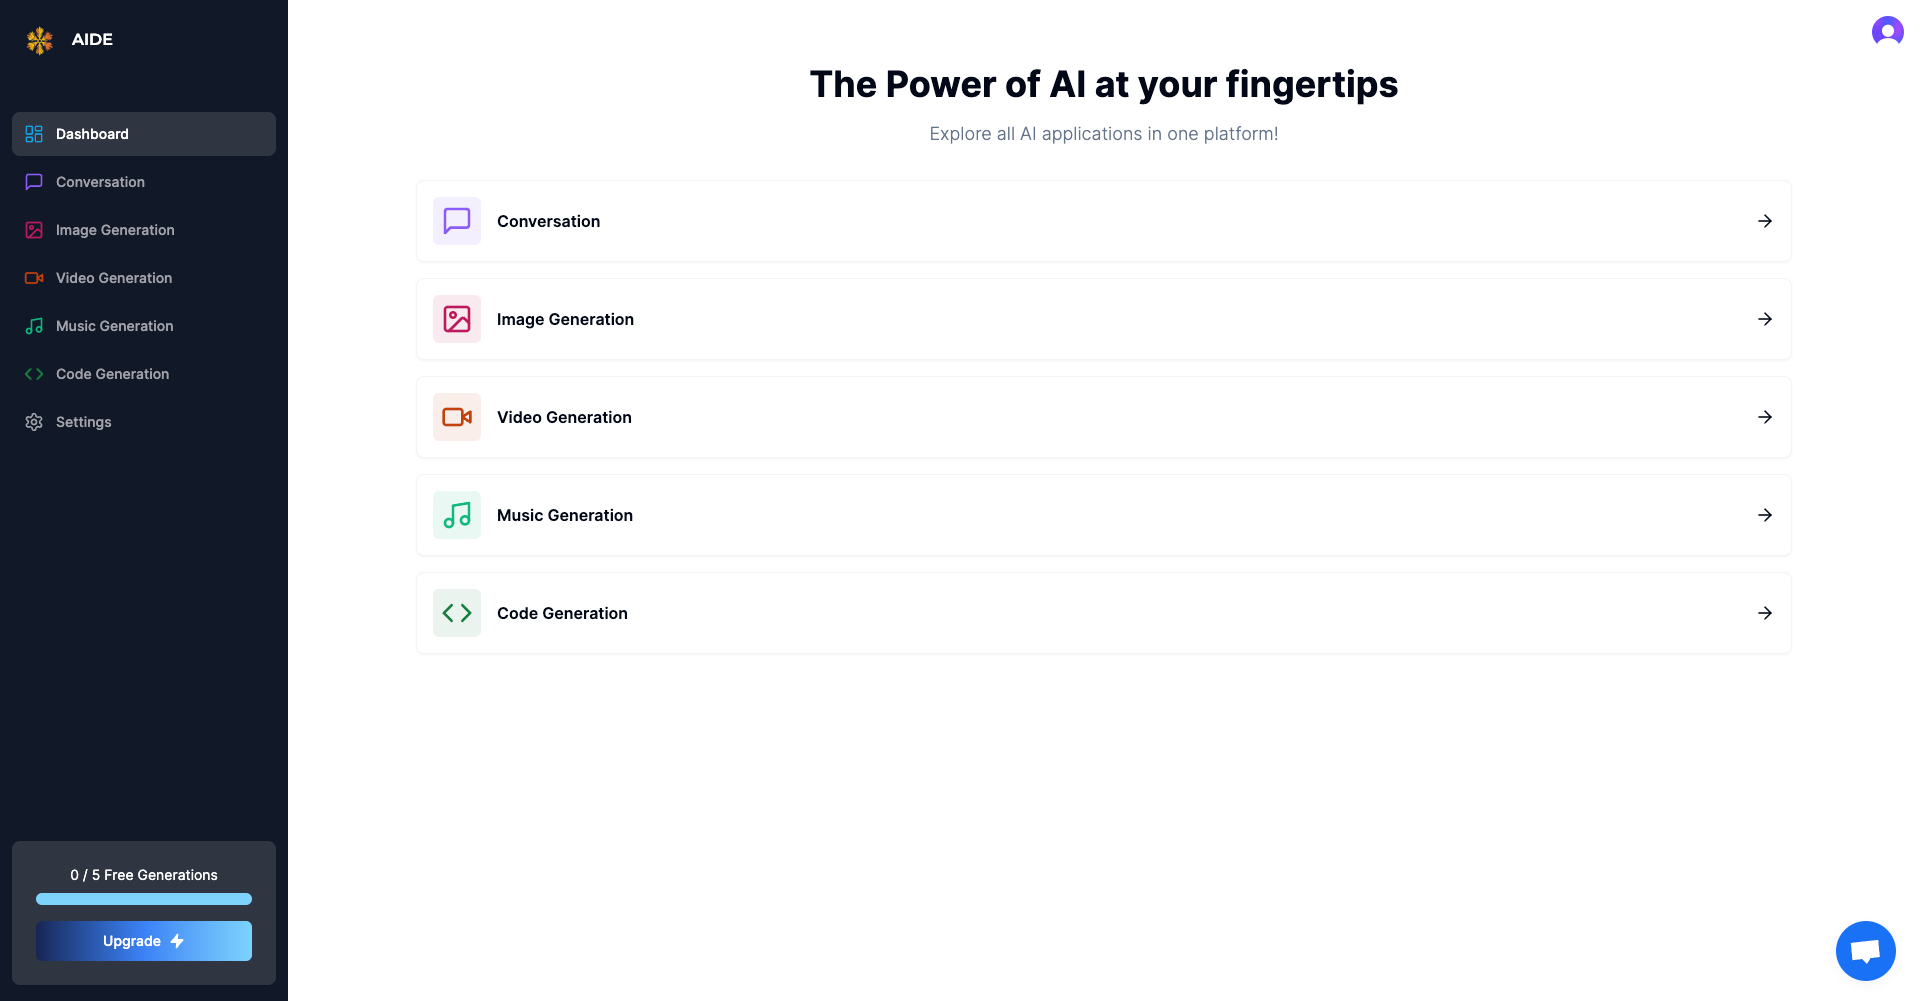 AIDE
Dashboard
Conversation
Image Generation
Video Generation
Music Generation
Code Generation
Settings
0 / 5 Free Generations
Upgrade
The Power of AI at your fingertips
Explore all AI applications in one platform!
Conversation
Image Generation
Video Generation
Music Generation
Code Generation